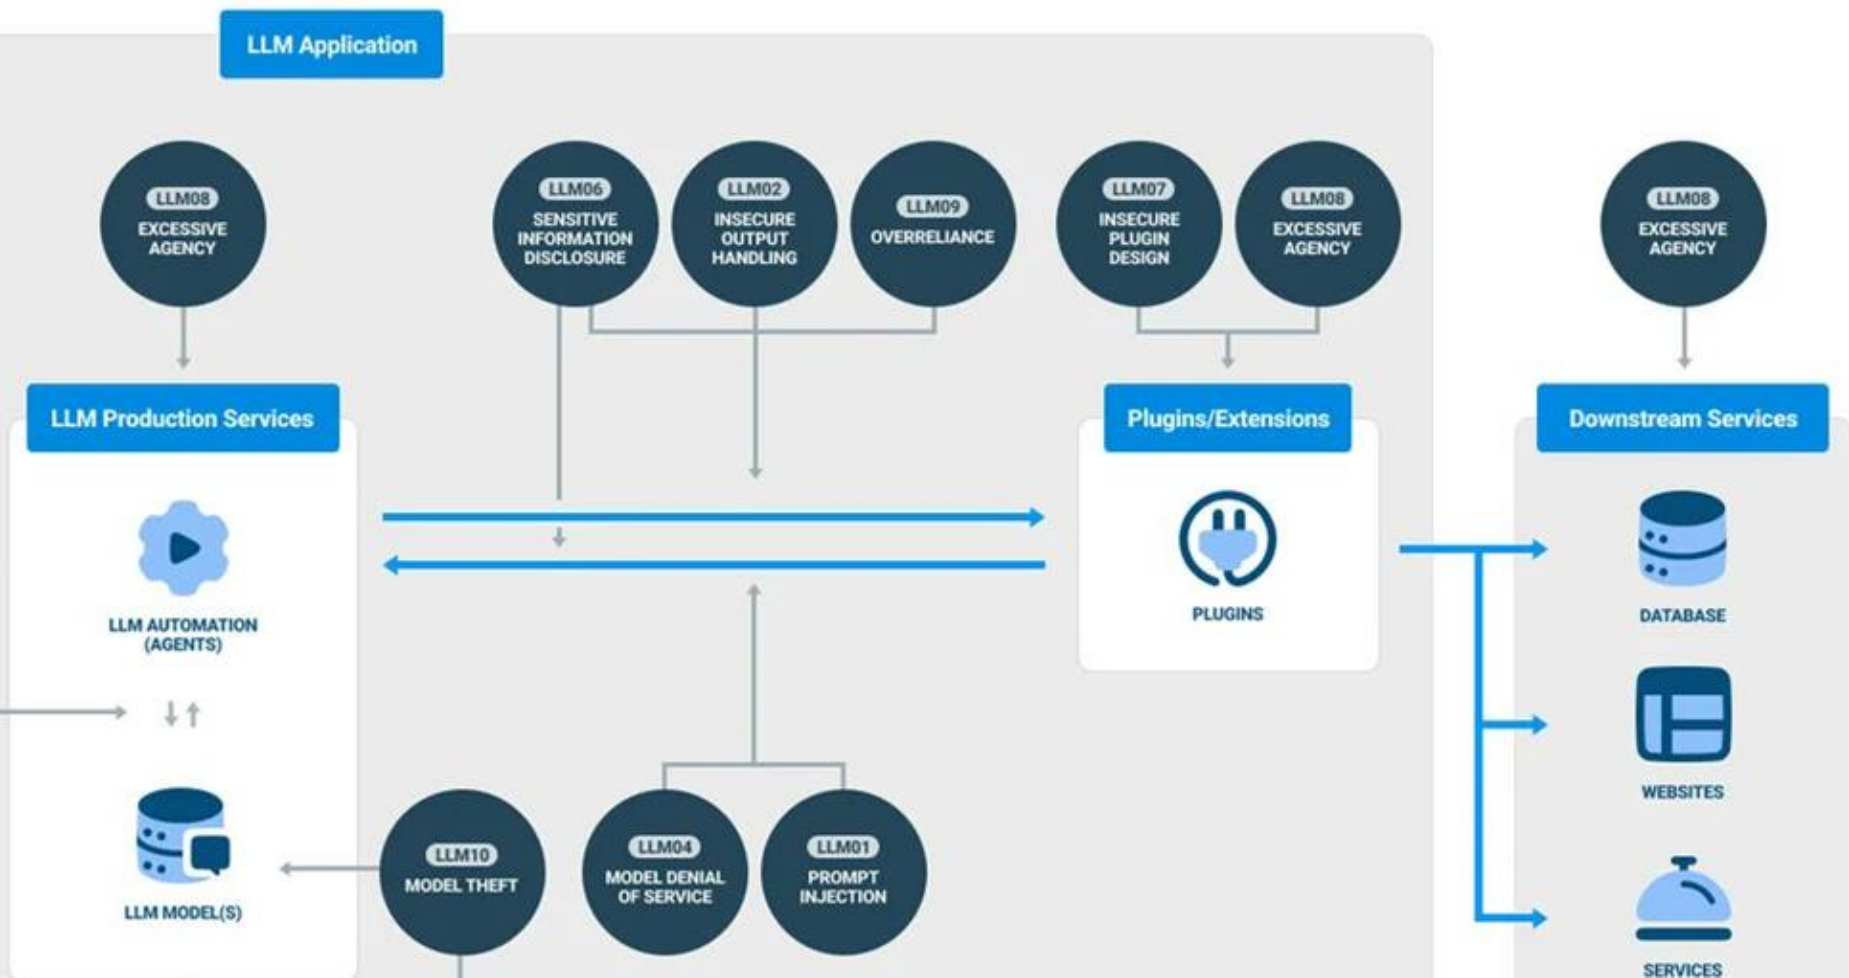 LLM Application
LLM08
EXCESSIVE
AGENCY
LLM06
SENSITIVE
INFORMATION
DISCLOSURE
LLM02
INSECURE
OUTPUT
HANDLING
LLM09
OVERRELIANCE
LLM07
INSECURE
PLUGIN
DESIGN
LLM08
EXCESSIVE
AGENCY
LLM08
EXCESSIVE
AGENCY
LLM Production Services
Plugins/Extensions
Downstream Services
LLM AUTOMATION
(AGENTS)
PLUGINS
DATABASE
WEBSITES
LLM MODEL(S)
LLM10
MODEL THEFT
LLM04
MODEL DENIAL
OF SERVICE
LLM01
PROMPT
INJECTION
SERVICES